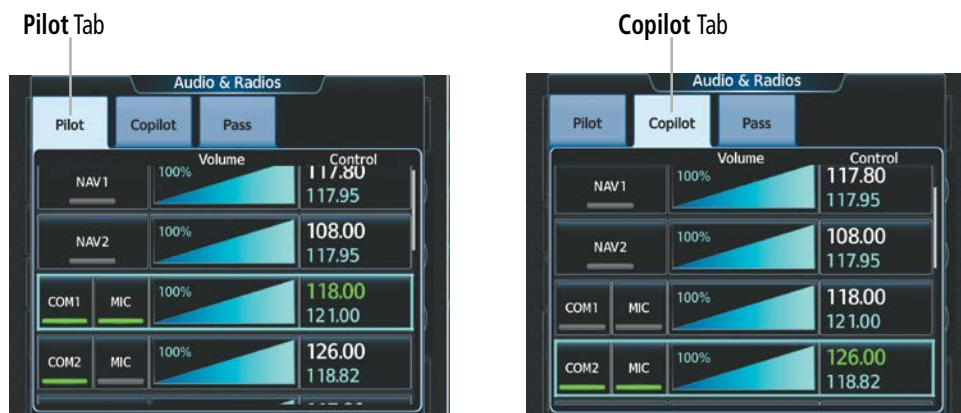 Pilot Tab
Audio & Radios
Pilot Copilot Pass
Volume Control
NAV1 100% 117.80
117.95
NAV2 100% 108.00
117.95
COM1 MIC 100% 118.00
121.00
COM2 MIC 100% 126.00
118.82
Copilot Tab
Audio & Radios
Pilot Copilot Pass
Volume Control
NAV1 100% 117.80
117.95
NAV2 100% 108.00
117.95
COM1 MIC 100% 118.00
121.00
COM2 MIC 100% 126.00
118.82